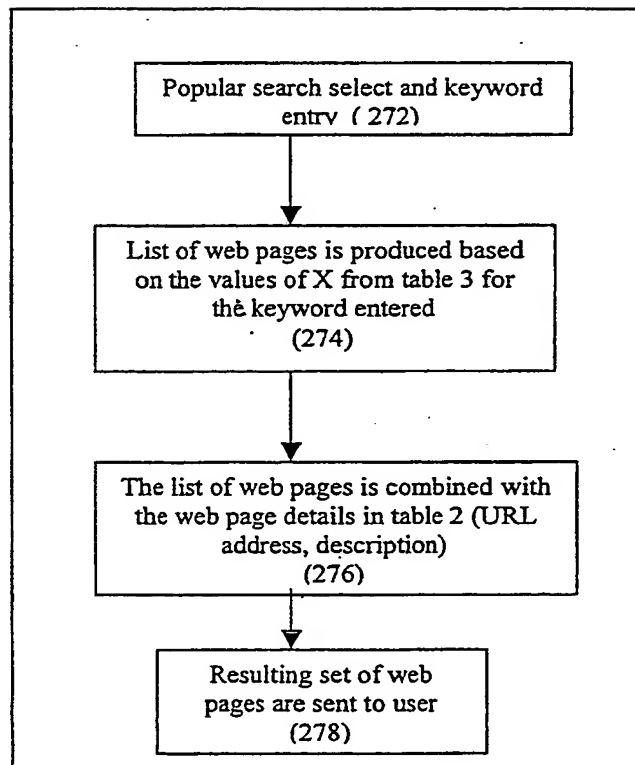 Popular search select and keyword
entry ( 272)
List of web pages is produced based
on the values of X from table 3 for
the keyword entered
(274)
The list of web pages is combined with
the web page details in table 2 (URL
address, description)
(276)
Resulting set of web
pages are sent to user
(278)